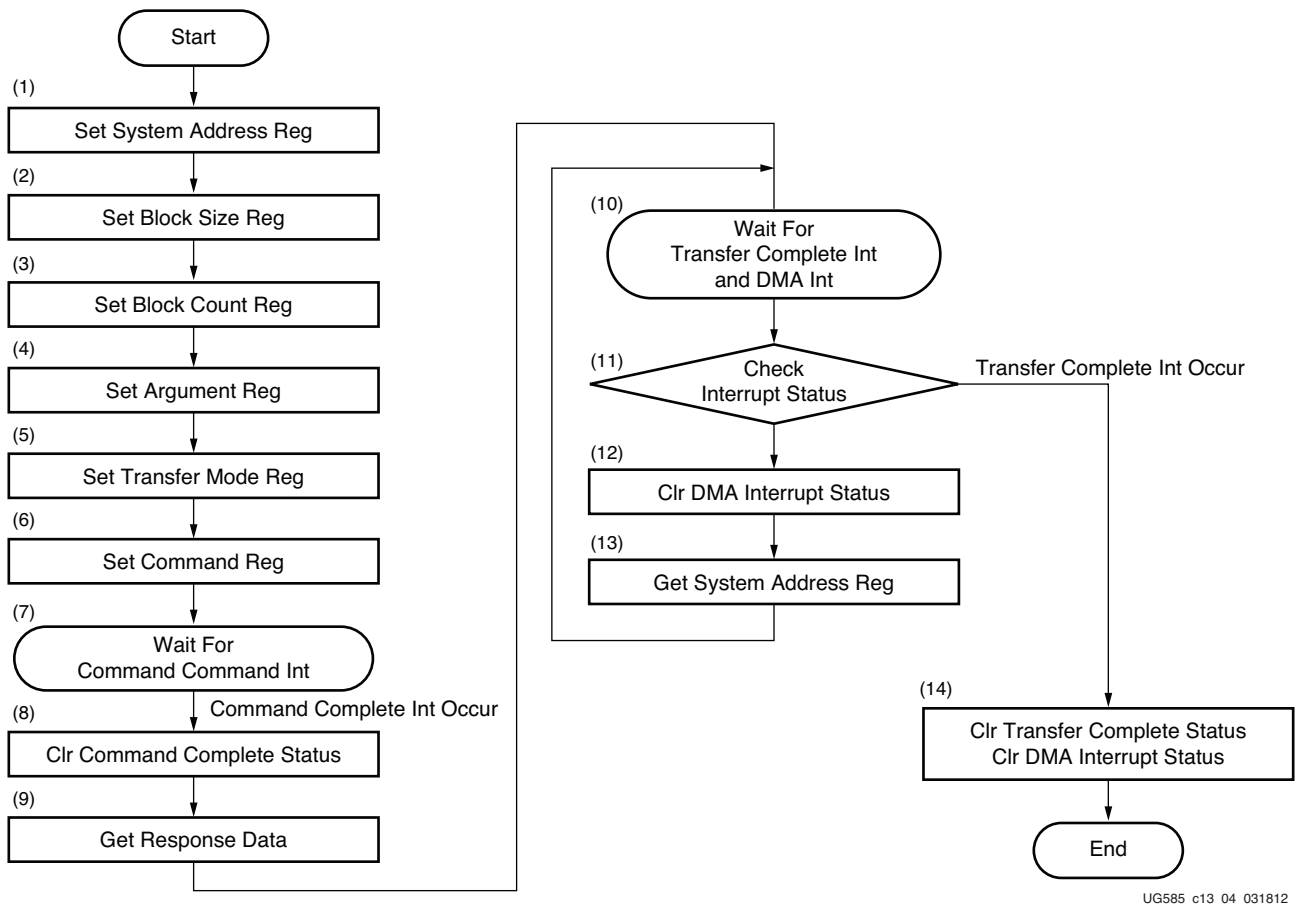 Start
(1)
Set System Address Reg
(2)
Set Block Size Reg
(3)
Set Block Count Reg
(4)
Set Argument Reg
(5)
Set Transfer Mode Reg
(6)
Set Command Reg
(7)
Wait For
Command Command Int
Command Complete Int Occur
(8)
Clr Command Complete Status
(9)
Get Response Data
(10)
Wait For
Transfer Complete Int
and DMA Int
(11)
Check
Interrupt Status
Transfer Complete Int Occur
(12)
Clr DMA Interrupt Status
(13)
Get System Address Reg
(14)
Clr Transfer Complete Status
Clr DMA Interrupt Status
End
UG585_c13_04_031812